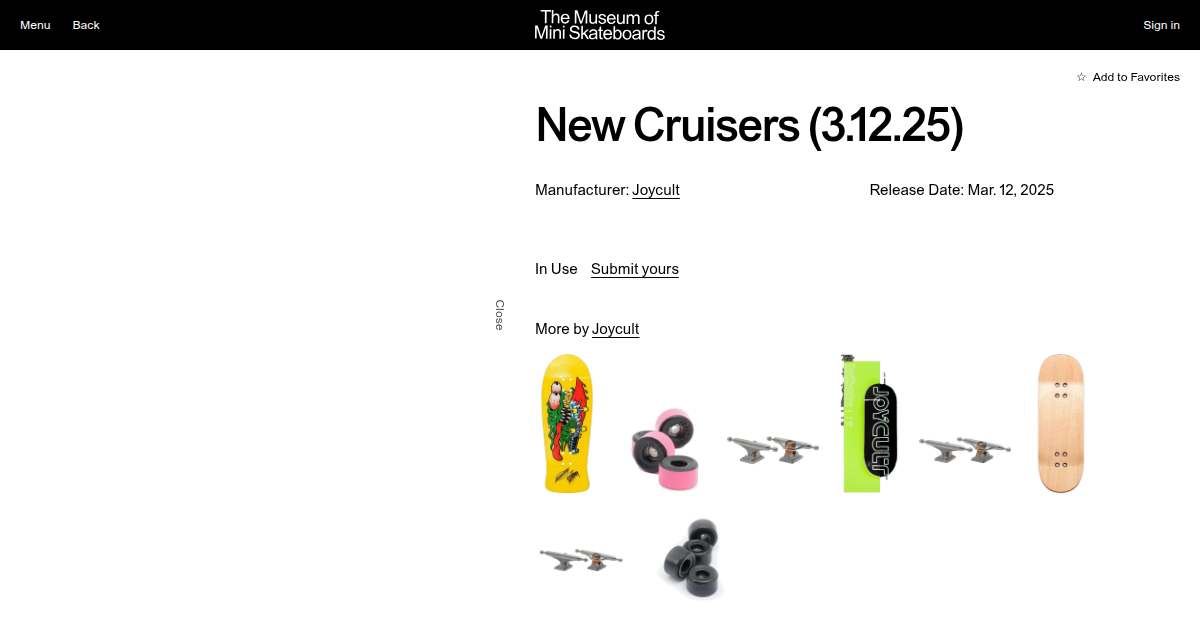 Menu
Back
The Museum of
Mini Skateboards
Sign in
☆ Add to Favorites
New Cruisers (3.12.25)
Manufacturer: Joycult
Release Date: Mar. 12, 2025
In Use
Submit yours
Close
More by Joycult
JOYCULT